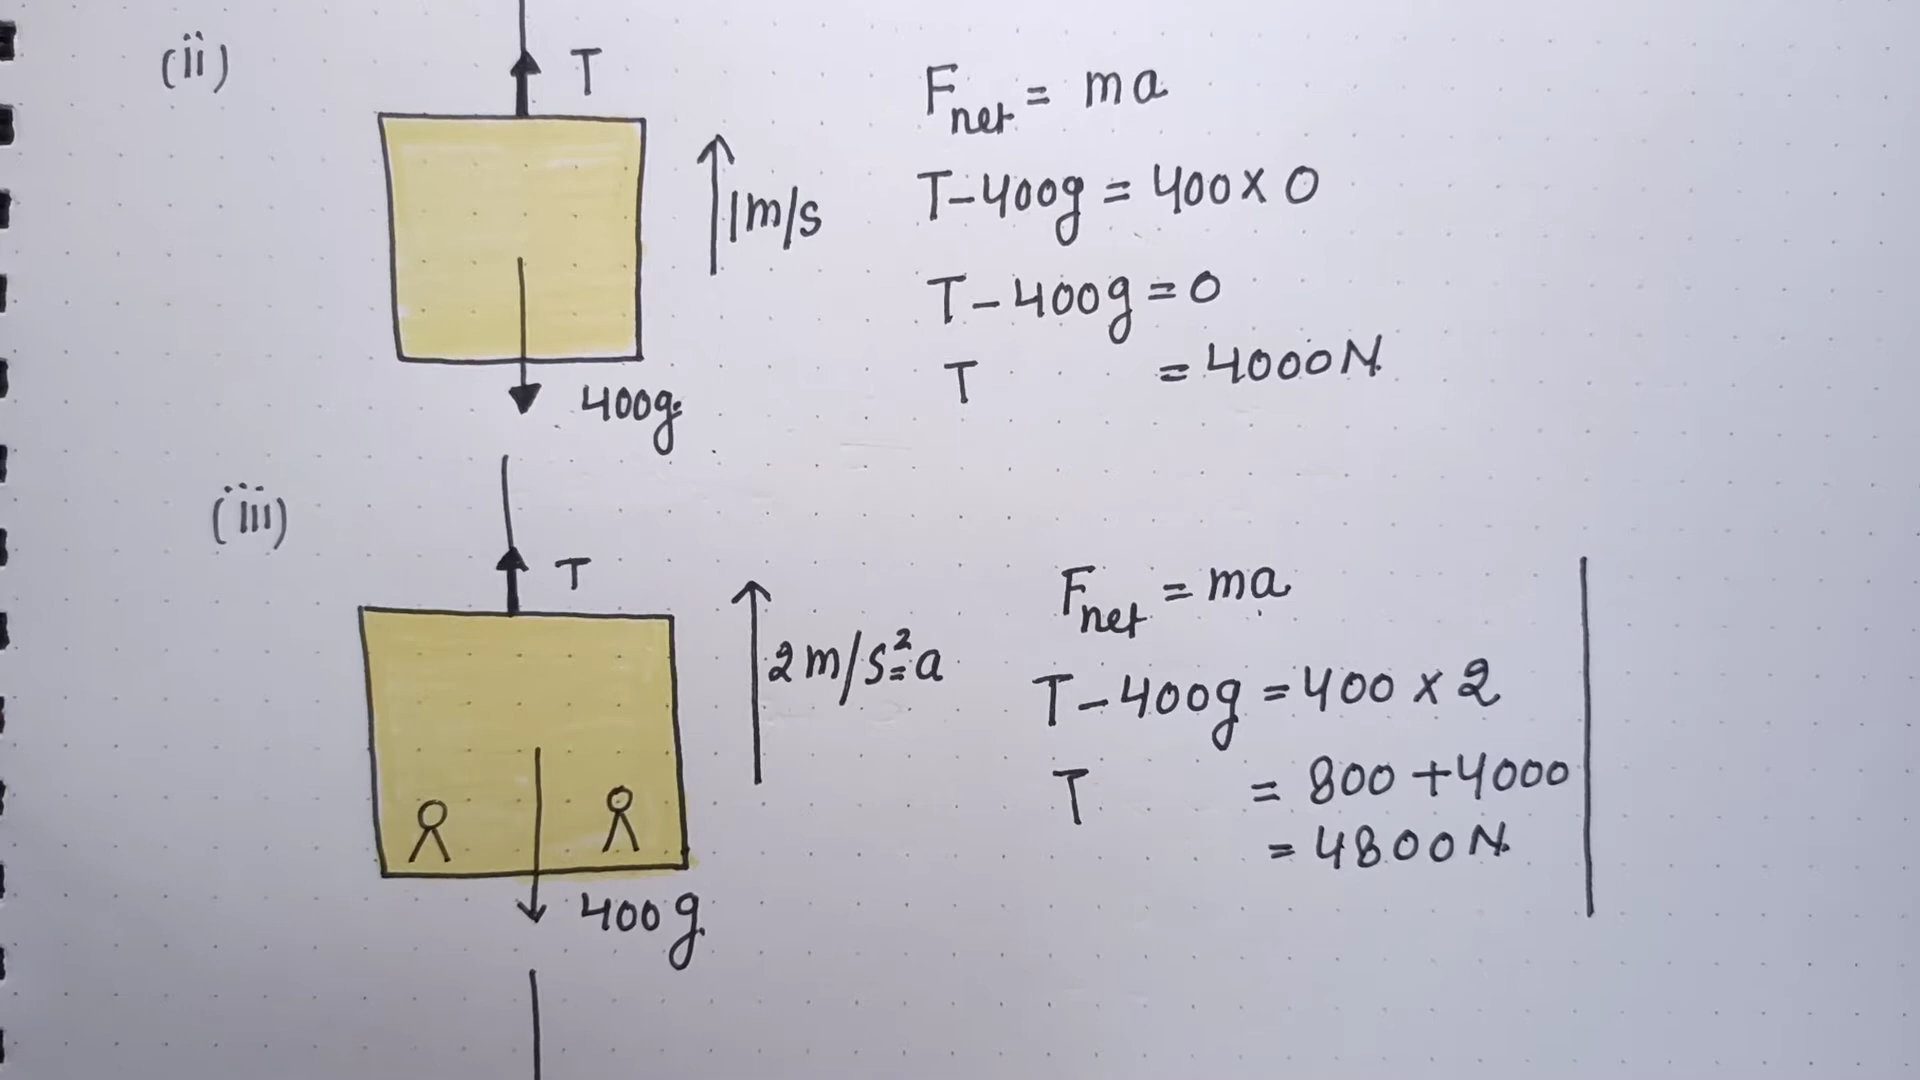 (ii)
T
1m/s
400g
F_net = ma
T-400g = 400 x 0
T-400g = 0
T = 4000N
(iii)
T
2m/s²=a
400g
F_net = ma
T-400g = 400 x 2
T = 800 + 4000
= 4800N